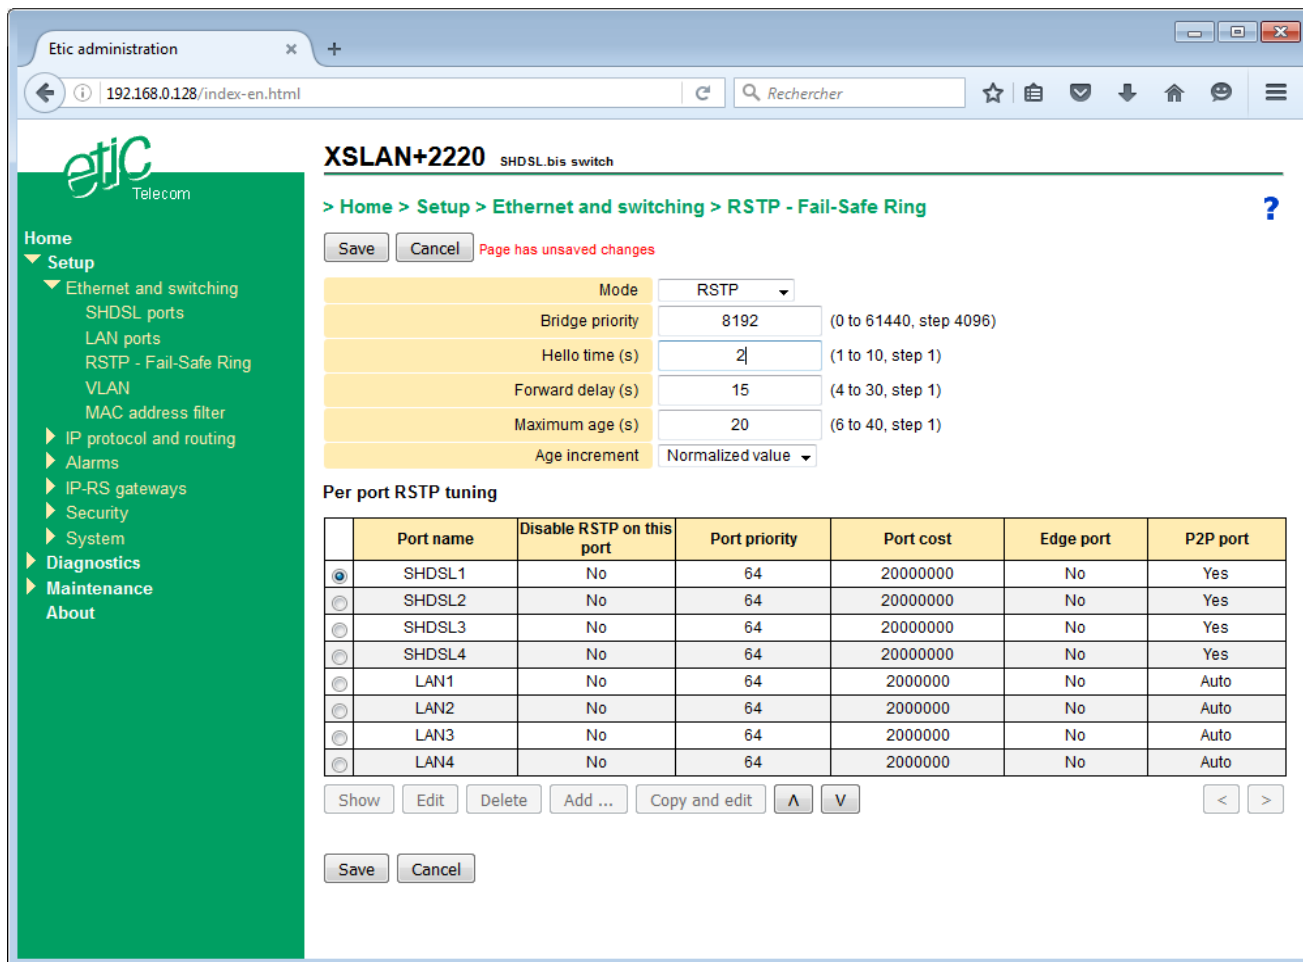 Etic administration
192.168.0.128/index-en.html
Rechercher
etic
Telecom
XSLAN+2220 SHDSL.bis switch
> Home > Setup > Ethernet and switching > RSTP - Fail-Safe Ring
?
Home
Setup
Ethernet and switching
SHDSL ports
LAN ports
RSTP - Fail-Safe Ring
VLAN
MAC address filter
IP protocol and routing
Alarms
IP-RS gateways
Security
System
Diagnostics
Maintenance
About
Save Cancel Page has unsaved changes
Mode RSTP
Bridge priority 8192 (0 to 61440, step 4096)
Hello time (s) 2 (1 to 10, step 1)
Forward delay (s) 15 (4 to 30, step 1)
Maximum age (s) 20 (6 to 40, step 1)
Age increment Normalized value
Per port RSTP tuning
Port name Disable RSTP on this port Port priority Port cost Edge port P2P port
SHDSL1 No 64 20000000 No Yes
SHDSL2 No 64 20000000 No Yes
SHDSL3 No 64 20000000 No Yes
SHDSL4 No 64 20000000 No Yes
LAN1 No 64 2000000 No Auto
LAN2 No 64 2000000 No Auto
LAN3 No 64 2000000 No Auto
LAN4 No 64 2000000 No Auto
Show Edit Delete Add ... Copy and edit Λ V < >
Save Cancel